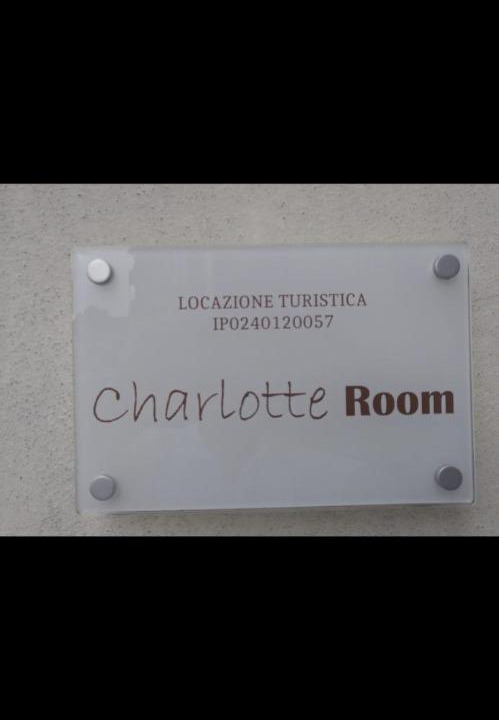 LOCAZIONE TURISTICA
IP0240120057
Charlotte Room